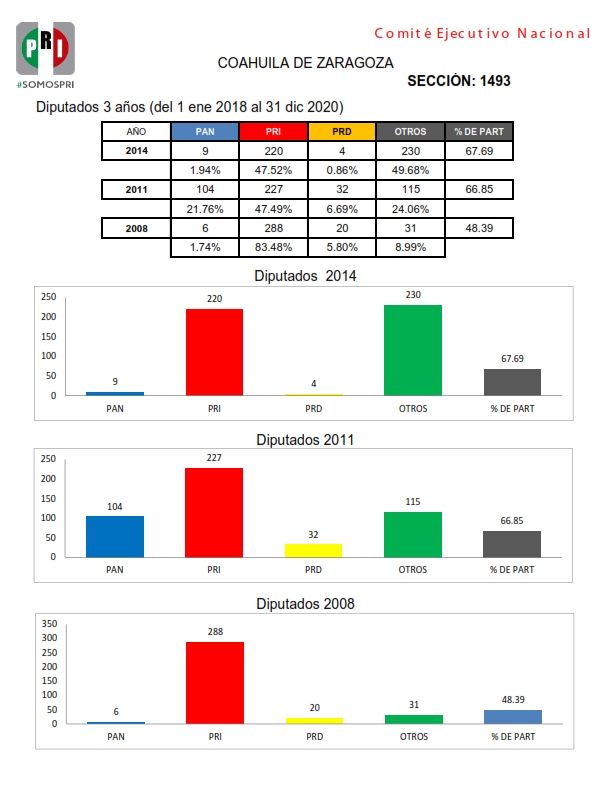 Comité Ejecutivo Nacional
PRI
#SOMOSPRI
COAHUILA DE ZARAGOZA
SECCIÓN: 1493
Diputados 3 años (del 1 ene 2018 al 31 dic 2020)
AÑO PAN PRI PRD OTROS % DE PART
2014 9 220 4 230 67.69
1.94% 47.52% 0.86% 49.68%
2011 104 227 32 115 66.85
21.76% 47.49% 6.69% 24.06%
2008 6 288 20 31 48.39
1.74% 83.48% 5.80% 8.99%
Diputados 2014
250
200
150
100
50
0
9 220 4 230 67.69
PAN PRI PRD OTROS % DE PART
Diputados 2011
250
200
150
100
50
0
104 227 32 115 66.85
PAN PRI PRD OTROS % DE PART
Diputados 2008
350
300
250
200
150
100
50
0
6 288 20 31 48.39
PAN PRI PRD OTROS % DE PART